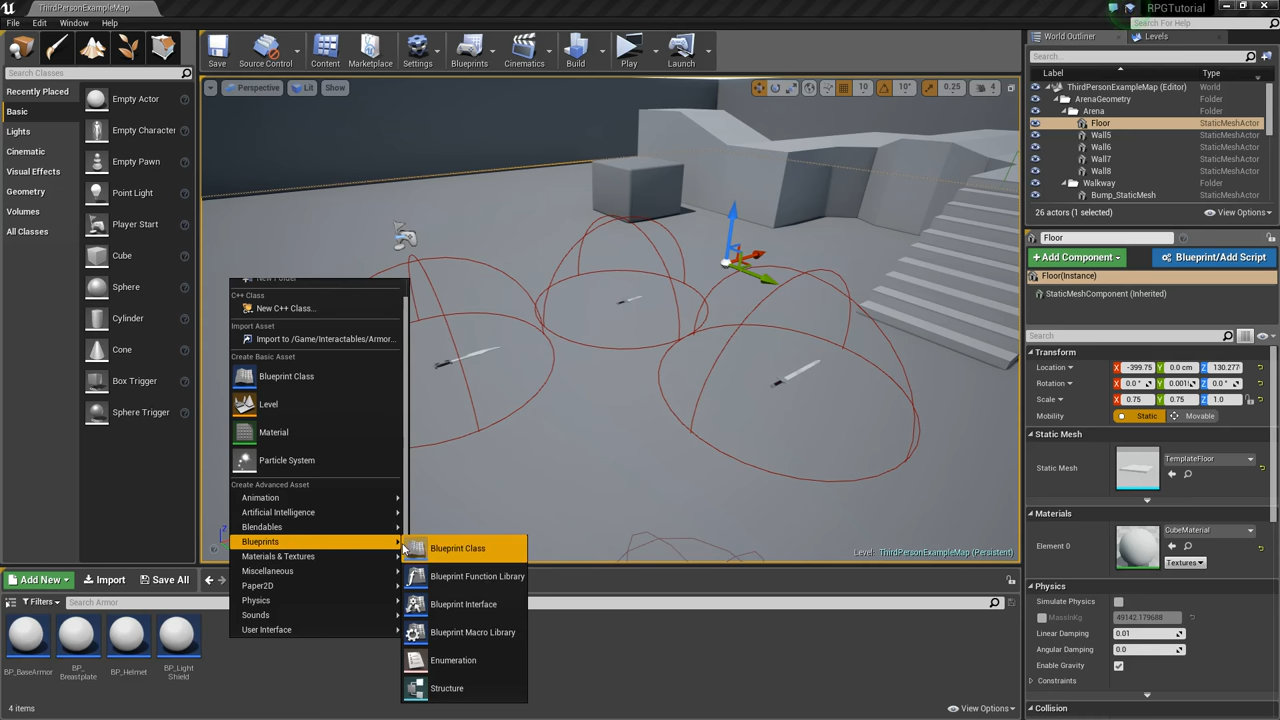 ThirdPersonExampleMap
RPGTutorial
File Edit Window Help
Search For Help
Search Classes
Recently Placed
Basic
Lights
Cinematic
Visual Effects
Geometry
Volumes
All Classes
Empty Actor
Empty Character
Empty Pawn
Point Light
Player Start
Cube
Sphere
Cylinder
Cone
Box Trigger
Sphere Trigger
Save
Source Control
Content
Marketplace
Settings
Blueprints
Cinematics
Build
Play
Launch
Perspective Lit Show
10 10° 0.25 4
New Folder
C++ Class
New C++ Class...
Import Asset
Import to /Game/Interactables/Armor...
Create Basic Asset
Blueprint Class
Level
Material
Particle System
Create Advanced Asset
Animation
Artificial Intelligence
Blendables
Blueprints
Materials & Textures
Miscellaneous
Paper2D
Physics
Sounds
User Interface
Blueprint Class
Blueprint Function Library
Blueprint Interface
Blueprint Macro Library
Enumeration
Structure
Level: ThirdPersonExampleMap (Persistent)
Add New Import Save All
Filters Search Armor
BP_BaseArmor
BP_
Breastplate
BP_Helmet
BP_Light
Shield
4 items
View Options
World Outliner Levels
Search...
Label Type
ThirdPersonExampleMap (Editor) World
ArenaGeometry Folder
Arena Folder
Floor StaticMeshActor
Wall5 StaticMeshActor
Wall6 StaticMeshActor
Wall7 StaticMeshActor
Wall8 StaticMeshActor
Walkway Folder
Bump_StaticMesh StaticMeshActor
26 actors (1 selected) View Options
Floor
+Add Component Blueprint/Add Script
Floor(Instance)
StaticMeshComponent (Inherited)
Search
Transform
Location X -399.75 Y 0.0 cm Z 130.277
Rotation X 0.0 ° Y 0.001 Z 0.0 °
Scale X 0.75 Y 0.75 Z 1.0
Mobility Static Movable
Static Mesh
Static Mesh TemplateFloor
Materials
Element 0 CubeMaterial
Textures
Physics
Simulate Physics
MassInKg 49142.179688
Linear Damping 0.01
Angular Damping 0.0
Enable Gravity
Constraints
Collision